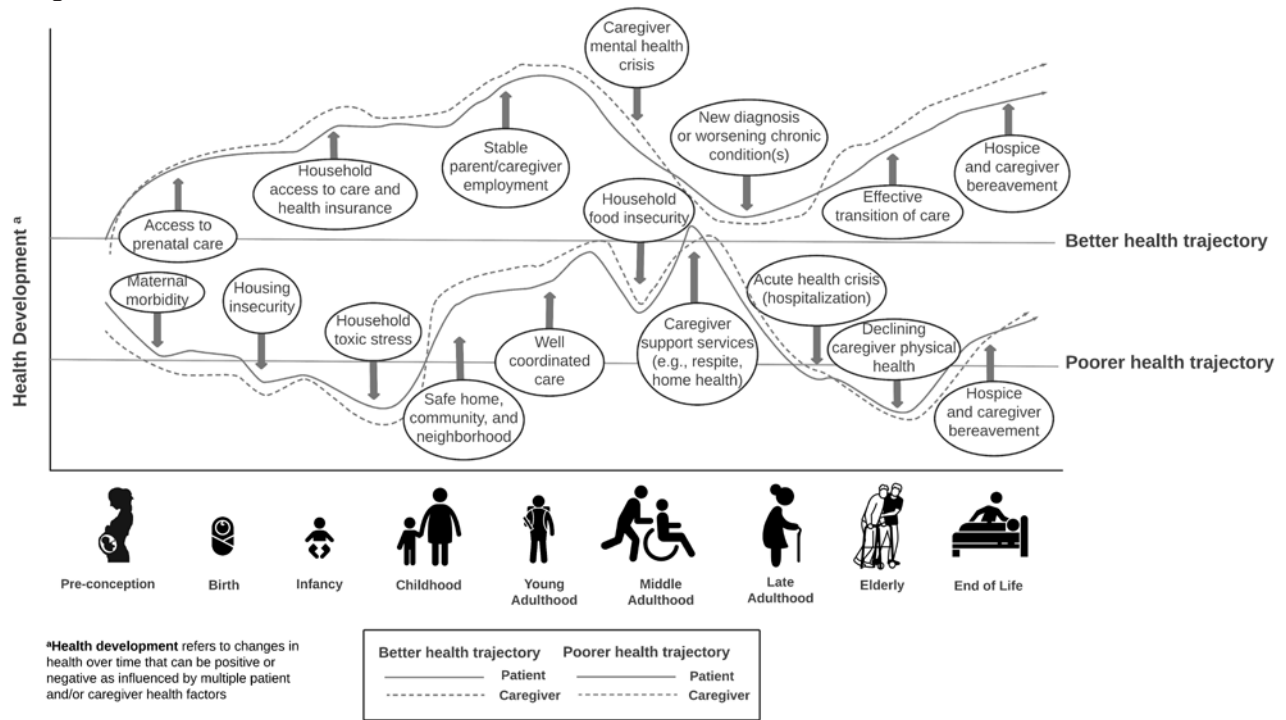 Caregiver
mental health
crisis
New diagnosis
or worsening chronic
condition(s)
Stable
parent/caregiver
employment
Hospice
and caregiver
bereavement
Household
access to care and
health insurance
Household
food insecurity
Effective
transition of care
Access to
prenatal care
Better health trajectory
Health Development ᵃ
Maternal
morbidity
Housing
insecurity
Household
toxic stress
Acute health crisis
(hospitalization)
Well
coordinated
care
Caregiver
support services
(e.g., respite,
home health)
Declining
caregiver physical
health
Poorer health trajectory
Safe home,
community, and
neighborhood
Hospice
and caregiver
bereavement
Pre-conception
Birth
Infancy
Childhood
Young
Adulthood
Middle
Adulthood
Late
Adulthood
Elderly
End of Life
ᵃHealth development refers to changes in
health over time that can be positive or
negative as influenced by multiple patient
and/or caregiver health factors
Better health trajectory Poorer health trajectory
Patient Patient
Caregiver Caregiver